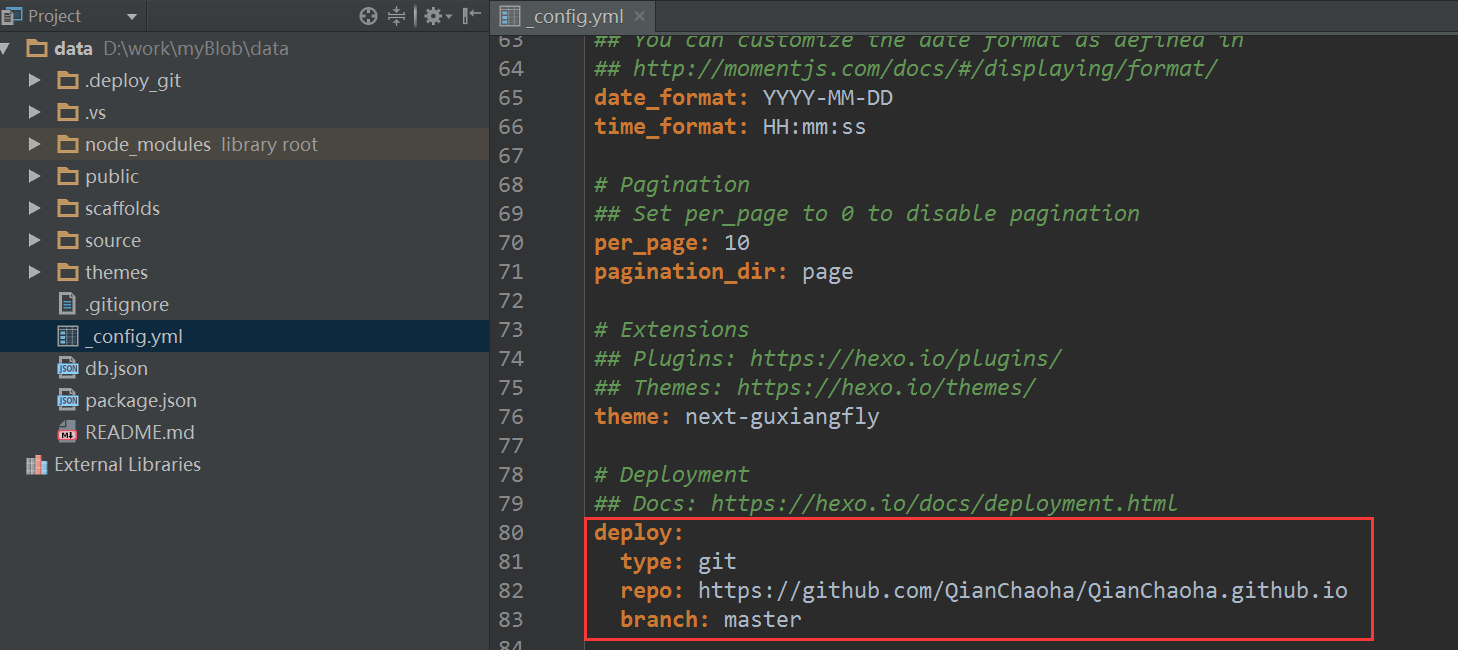 Project
data D:\work\myBlob\data
.deploy_git
.vs
node_modules library root
public
scaffolds
source
themes
.gitignore
_config.yml
db.json
package.json
README.md
External Libraries
_config.yml
63 ## You can customize the date format as defined in
64 ## http://momentjs.com/docs/#/displaying/format/
65 date_format: YYYY-MM-DD
66 time_format: HH:mm:ss
67
68 # Pagination
69 ## Set per_page to 0 to disable pagination
70 per_page: 10
71 pagination_dir: page
72
73 # Extensions
74 ## Plugins: https://hexo.io/plugins/
75 ## Themes: https://hexo.io/themes/
76 theme: next-guxiangfly
77
78 # Deployment
79 ## Docs: https://hexo.io/docs/deployment.html
80 deploy:
81 type: git
82 repo: https://github.com/QianChaoha/QianChaoha.github.io
83 branch: master
84